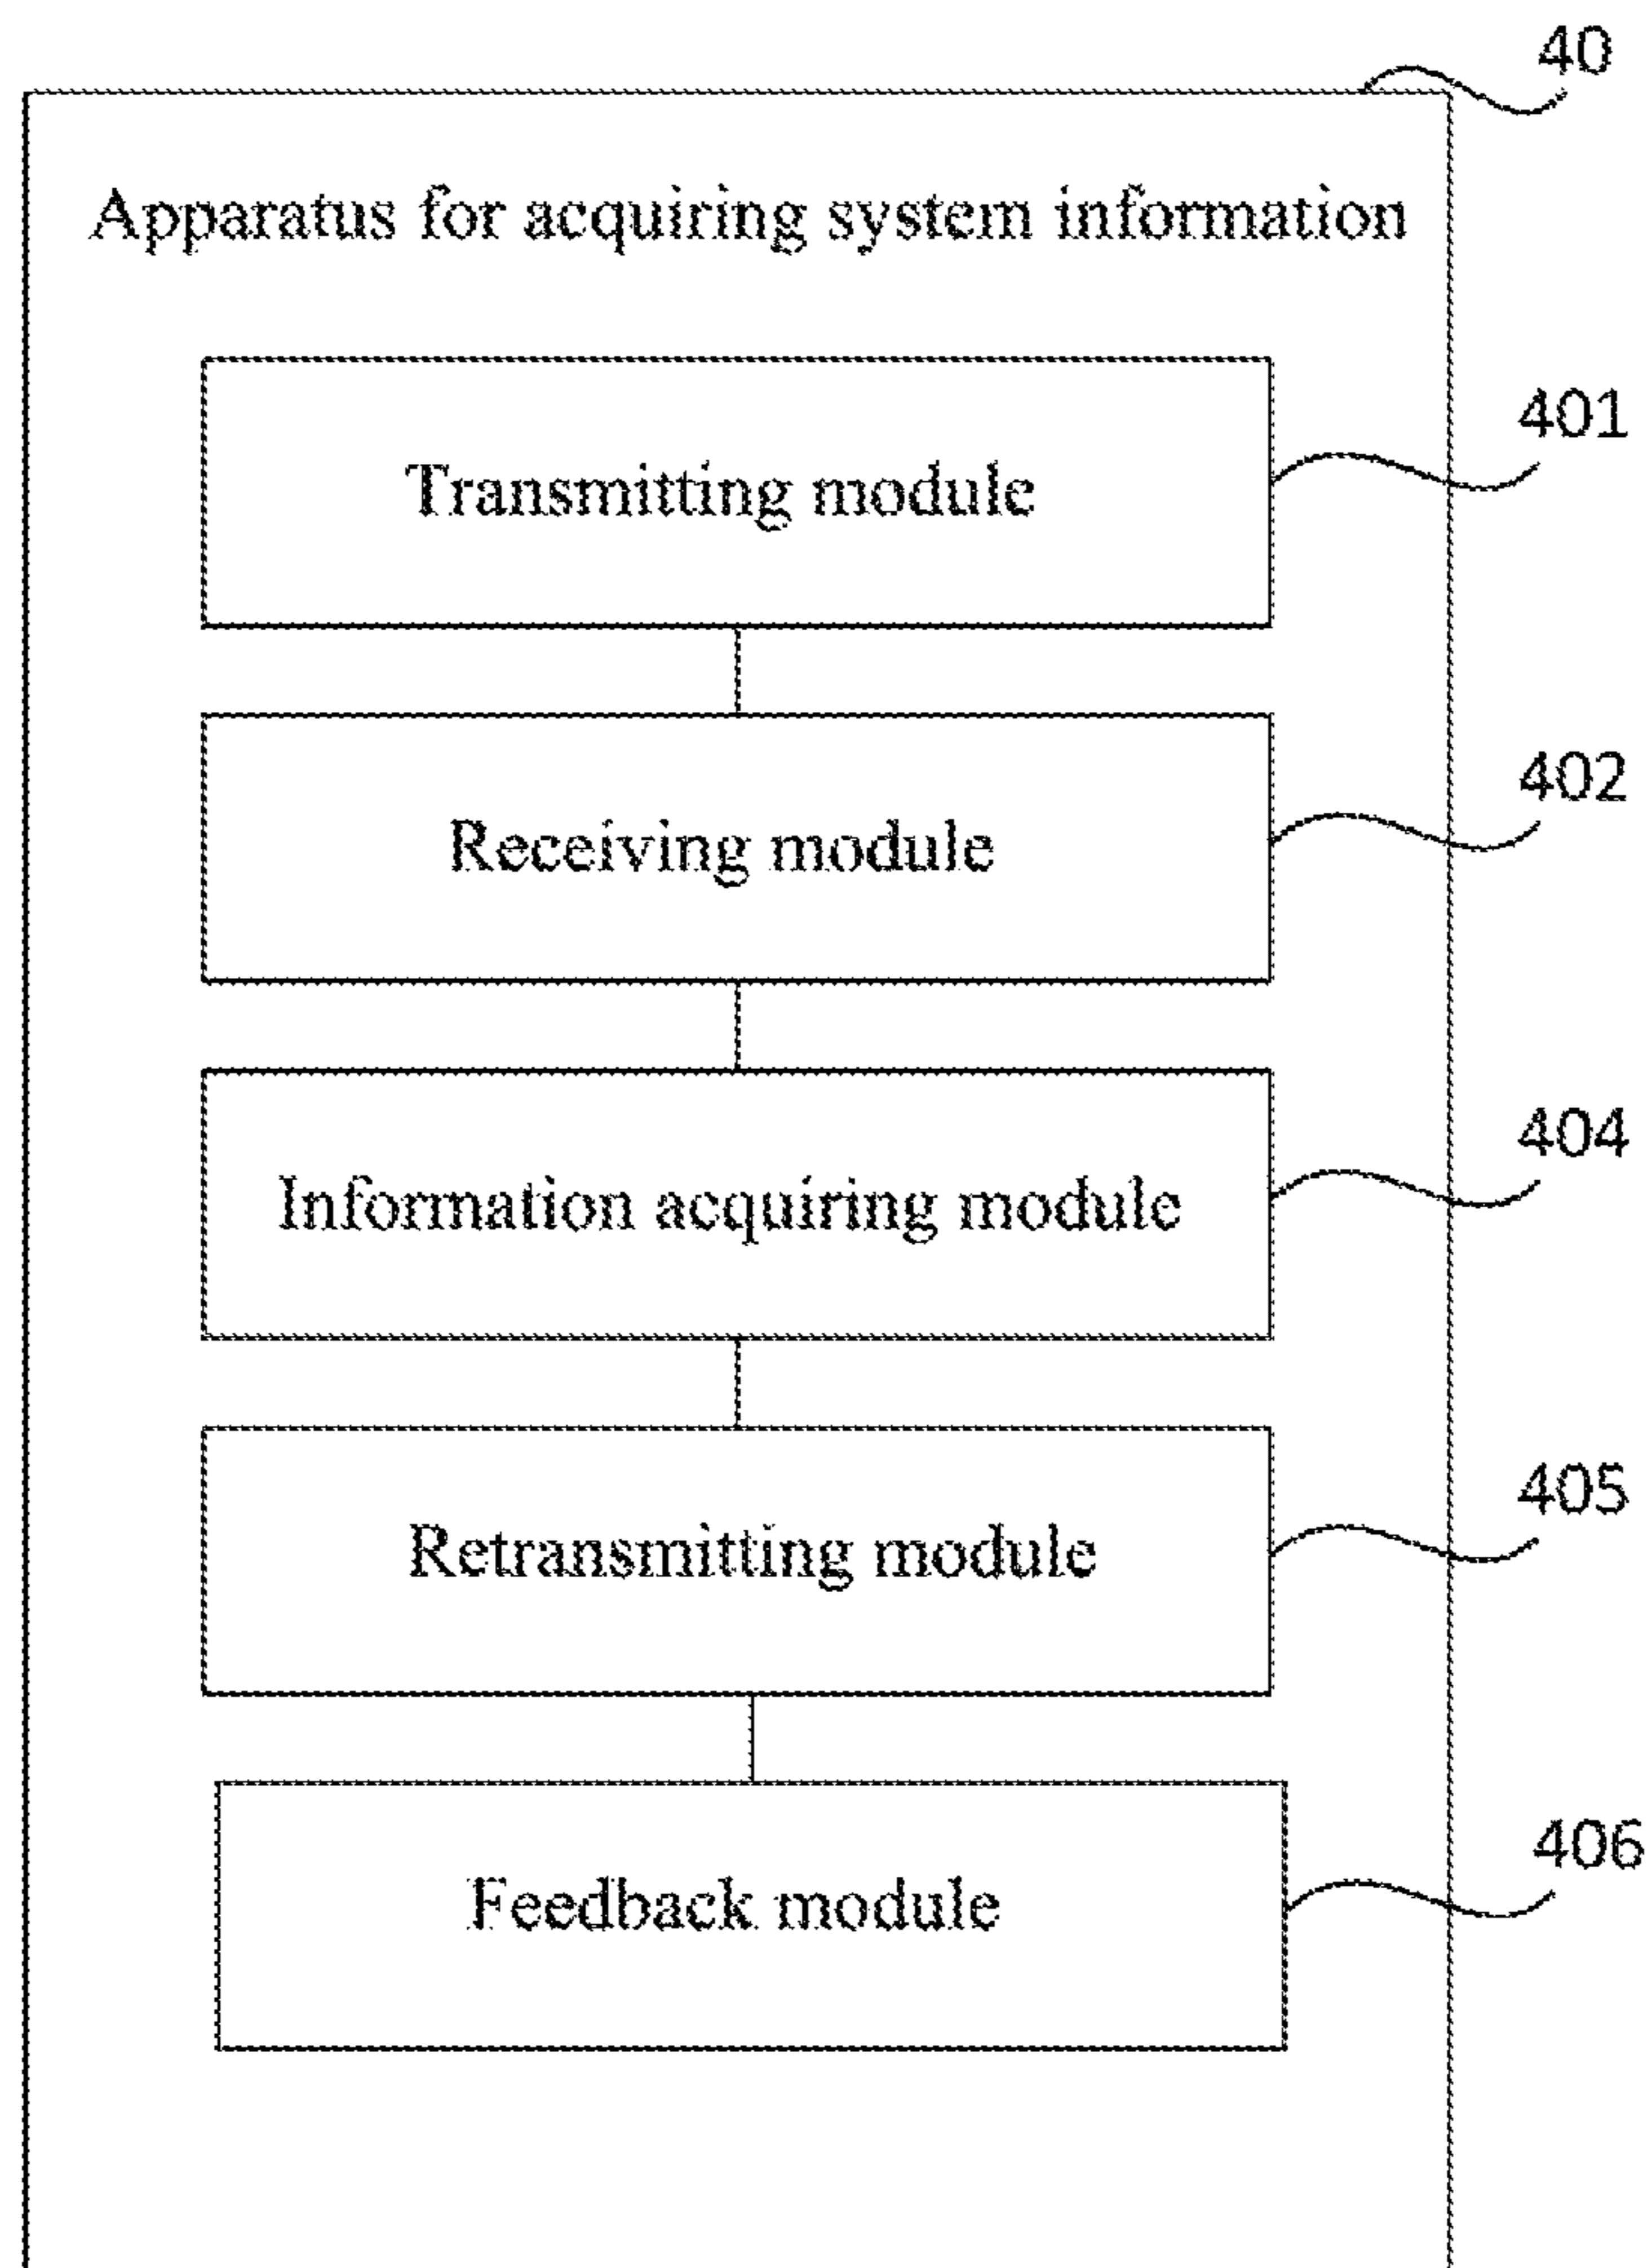 40
Apparatus for acquiring system information
401
Transmitting module
402
Receiving module
404
Information acquiring module
405
Retransmitting module
406
Feedback module